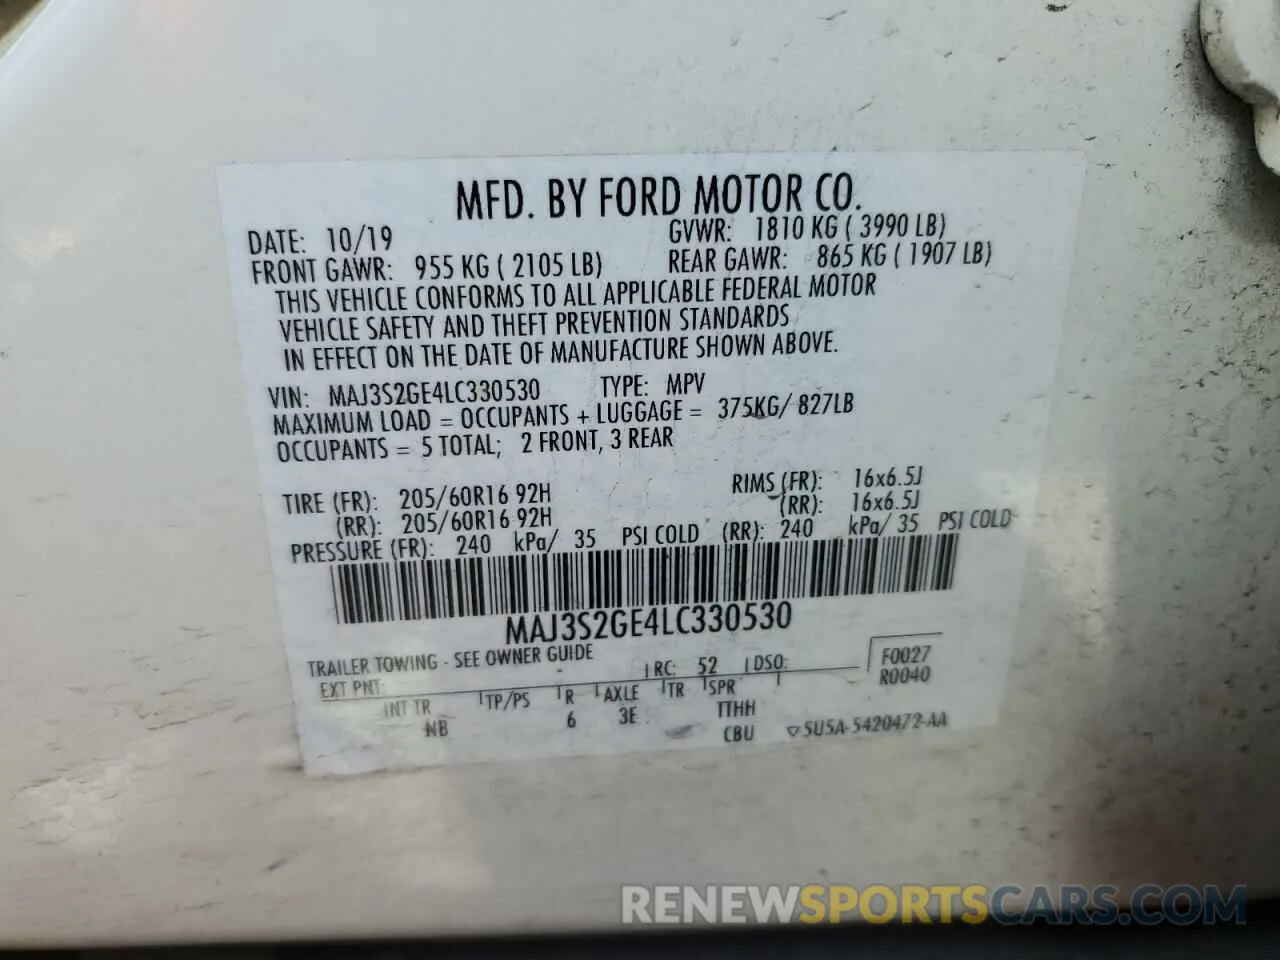 MFD. BY FORD MOTOR CO.
DATE: 10/19 GVWR: 1810 KG ( 3990 LB)
FRONT GAWR: 955 KG ( 2105 LB) REAR GAWR: 865 KG ( 1907 LB)
THIS VEHICLE CONFORMS TO ALL APPLICABLE FEDERAL MOTOR
VEHICLE SAFETY AND THEFT PREVENTION STANDARDS
IN EFFECT ON THE DATE OF MANUFACTURE SHOWN ABOVE.
VIN: MAJ3S2GE4LC330530 TYPE: MPV
MAXIMUM LOAD = OCCUPANTS + LUGGAGE = 375KG/ 827LB
OCCUPANTS = 5 TOTAL; 2 FRONT, 3 REAR
TIRE (FR): 205/60R16 92H RIMS (FR): 16x6.5J
(RR): 205/60R16 92H (RR): 16x6.5J
PRESSURE (FR): 240 kPa/ 35 PSI COLD (RR): 240 kPa/ 35 PSI COLD
MAJ3S2GE4LC330530
TRAILER TOWING - SEE OWNER GUIDE
EXT PNT: RC: 52 DSO: F0027
R0040
INT TR TP/PS R AXLE TR SPR
NB 6 3E TTHH
CBU 5U5A-5420472-AA
RENEWSPORTSCARS.COM